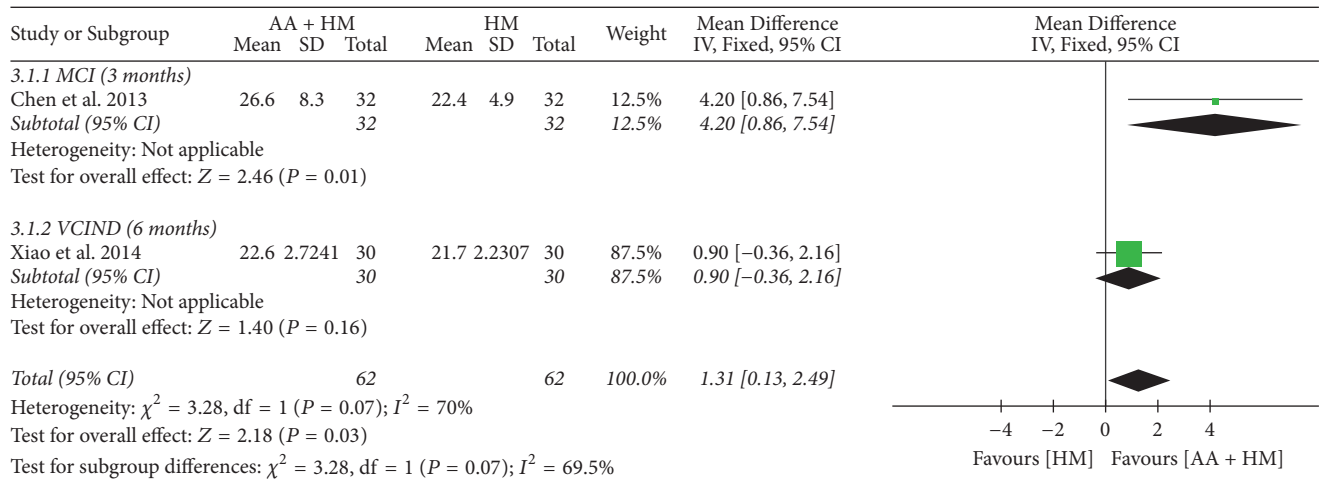 Study or Subgroup AA + HM HM Weight Mean Difference Mean Difference
Mean SD Total Mean SD Total IV, Fixed, 95% CI IV, Fixed, 95% CI
3.1.1 MCI (3 months)
Chen et al. 2013 26.6 8.3 32 22.4 4.9 32 12.5% 4.20 [0.86, 7.54]
Subtotal (95% CI) 32 32 12.5% 4.20 [0.86, 7.54]
Heterogeneity: Not applicable
Test for overall effect: Z = 2.46 (P = 0.01)
3.1.2 VCIND (6 months)
Xiao et al. 2014 22.6 2.7241 30 21.7 2.2307 30 87.5% 0.90 [−0.36, 2.16]
Subtotal (95% CI) 30 30 87.5% 0.90 [−0.36, 2.16]
Heterogeneity: Not applicable
Test for overall effect: Z = 1.40 (P = 0.16)
Total (95% CI) 62 62 100.0% 1.31 [0.13, 2.49]
Heterogeneity: χ² = 3.28, df = 1 (P = 0.07); I² = 70%
Test for overall effect: Z = 2.18 (P = 0.03)
Test for subgroup differences: χ² = 3.28, df = 1 (P = 0.07); I² = 69.5%
−4 −2 0 2 4
Favours [HM] Favours [AA + HM]